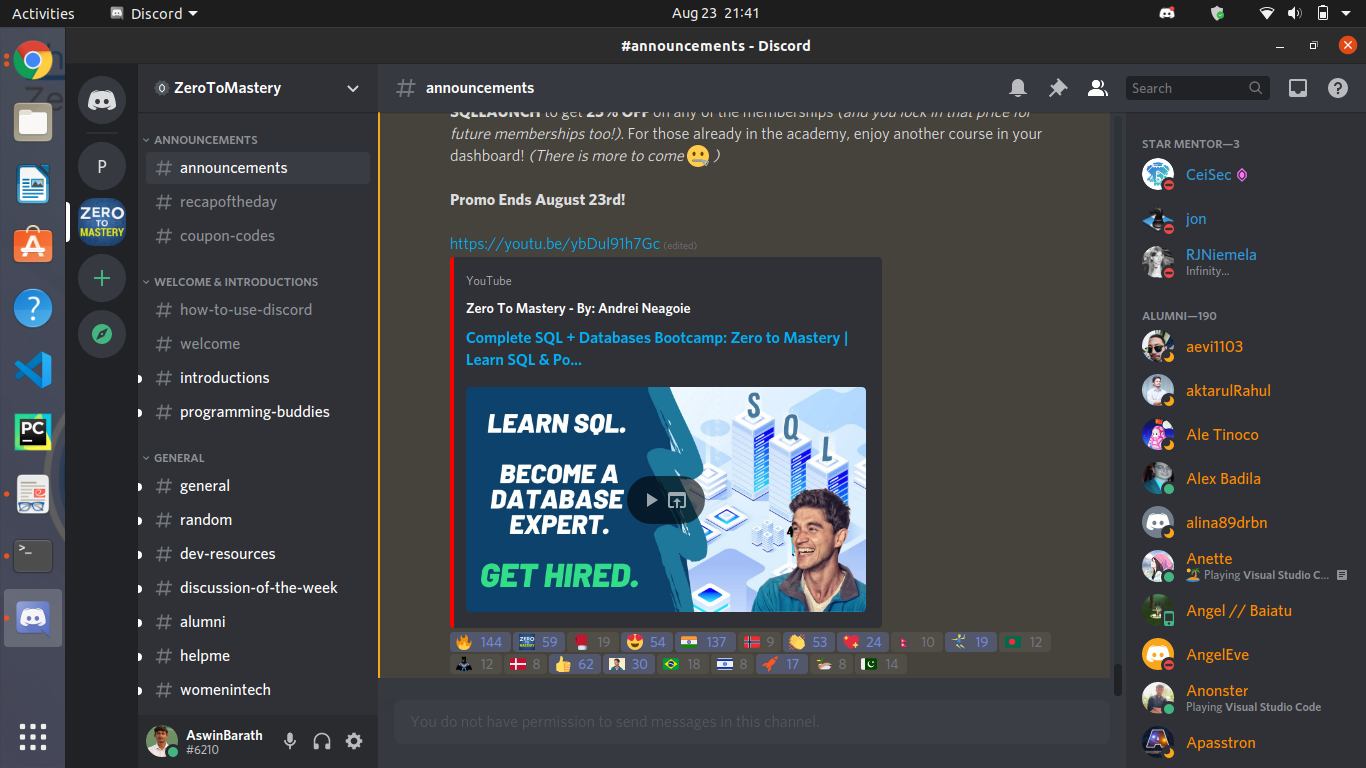 Activities
Discord
Aug 23 21:41
#announcements - Discord
ZeroToMastery
ANNOUNCEMENTS
# announcements
# recapoftheday
# coupon-codes
WELCOME & INTRODUCTIONS
# how-to-use-discord
# welcome
# introductions
# programming-buddies
GENERAL
# general
# random
# dev-resources
# discussion-of-the-week
# alumni
# helpme
# womenintech
AswinBarath
#6210
P
ZERO
TO
MASTERY
PC
# announcements
Search
SQLLAUNCH to get 25% OFF on any of the memberships (and you lock in that price for
future memberships too!). For those already in the academy, enjoy another course in your
dashboard! (There is more to come )
Promo Ends August 23rd!
https://youtu.be/ybDul91h7Gc (edited)
YouTube
Zero To Mastery - By: Andrei Neagoie
Complete SQL + Databases Bootcamp: Zero to Mastery |
Learn SQL & Po...
LEARN SQL.
BECOME A
DATABASE
EXPERT.
GET HIRED.
S
Q
L
144 59 19 54 137 9 53 24 10 19 12
12 8 62 30 18 8 17 8 14
You do not have permission to send messages in this channel.
STAR MENTOR—3
CeiSec
jon
RJNiemela
Infinity...
ALUMNI—190
aevi1103
aktarulRahul
Ale Tinoco
Alex Badila
alina89drbn
Anette
Playing Visual Studio C...
Angel // Baiatu
AngelEve
Anonster
Playing Visual Studio Code
Apasstron